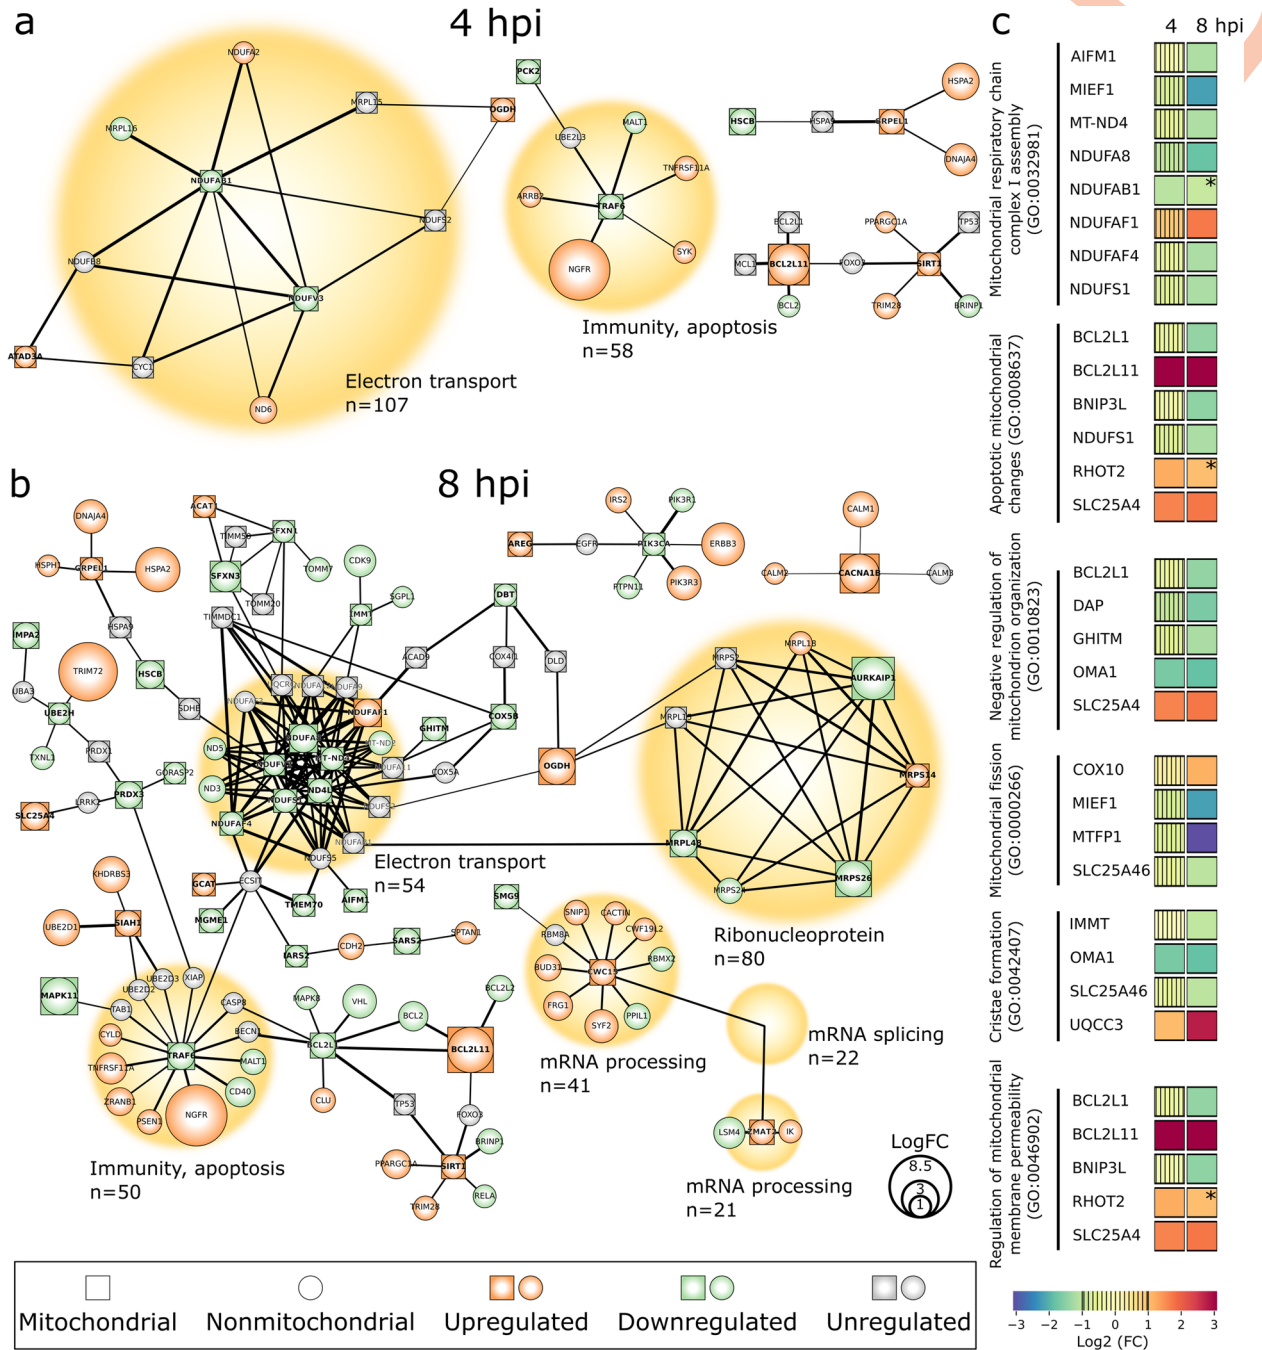 a
4 hpi
NDUFA2
MRPL15
OGDH
MRPL16
NDUFAB1
NDUFS2
NDUFB8
NDUFV3
ATAD3A
CYC1
ND6
Electron transport
n=107
PCK2
UBE2L3
MALT1
TNFRSF11A
ARRB2
TRAF6
SYK
NGFR
Immunity, apoptosis
n=58
HSPA2
HSCB
HSPA9
GRPEL1
DNAJA4
BCL2L1
PPARGC1A
TP53
MCL1
BCL2L11
FOXO3
SIRT1
BCL2
TRIM28
BRINP1
b
8 hpi
DNAJA4
HSPH1
GRPEL1
HSPA2
HSPA9
IMPA2
TRIM72
HSCB
UBA3
UBE2H
SDHB
TXNL1
PRDX1
GORASP2
PRDX3
LRRK2
SLC25A4
ACAT1
TIMM50
SFXN1
SFXN3
TOMM7
TOMM20
TIMMDC1
CDK9
SGPL1
IMMT
DBT
ACAD9
COX4I1
DLD
NDUFAF1
GHITM
COX5B
COX5A
OGDH
ND5
ND3
MT-ND2
ND4L
NDUFAF4
NDUFS5
Electron transport
n=54
AREG
EGFR
IRS2
PIK3R1
PIK3CA
ERBB3
PTPN11
PIK3R3
CALM1
CALM2
CACNA1B
CALM3
MRPL18
AURKAIP1
MRPL15
MRPS14
MRPL43
MRPS24
MRPS26
Ribonucleoprotein
n=80
KHDRBS3
UBE2D1
SIAH1
GCAT
ECSIT
MGME1
TMEM70
AIFM1
IARS2
CDH2
SARS2
SPTAN1
SMG9
RBM8A
SNIP1
CACTIN
CWF19L2
RBMX2
BUD31
CWC15
FRG1
SYF2
PPIL1
mRNA processing
n=41
mRNA splicing
n=22
LSM4
ZMAT2
IK
mRNA processing
n=21
MAPK11
UBE2D2
UBE2D3
XIAP
TAB1
CASP8
CYLD
BECN1
TRAF6
TNFRSF11A
MALT1
ZRANB1
CD40
PSEN1
NGFR
Immunity, apoptosis
n=50
MAPK8
VHL
BCL2
BCL2L2
BCL2L11
CLU
TP53
FOXO3
BRINP1
PPARGC1A
SIRT1
TRIM28
RELA
LogFC
8.5
3
1
Mitochondrial
Nonmitochondrial
Upregulated
Downregulated
Unregulated
c
4
8 hpi
Mitochondrial respiratory chain
complex I assembly
(GO:0032981)
AIFM1
MIEF1
MT-ND4
NDUFA8
NDUFAB1
*
NDUFAF1
NDUFAF4
NDUFS1
Apoptotic mitochondrial
changes (GO:0008637)
BCL2L1
BCL2L11
BNIP3L
NDUFS1
RHOT2
*
SLC25A4
Negative regulation of
mitochondrion organization
(GO:0010823)
BCL2L1
DAP
GHITM
OMA1
SLC25A4
Mitochondrial fission
(GO:0000266)
COX10
MIEF1
MTFP1
SLC25A46
Cristae formation
(GO:0042407)
IMMT
OMA1
SLC25A46
UQCC3
Regulation of mitochondrial
membrane permeability
(GO:0046902)
BCL2L1
BCL2L11
BNIP3L
RHOT2
*
SLC25A4
−3 −2 −1 0 1 2 3
Log2 (FC)